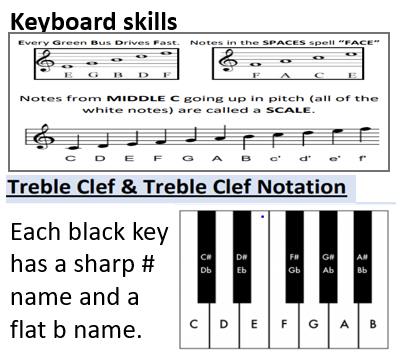 Keyboard skills
Every Green Bus Drives Fast. Notes in the SPACES spell "FACE"
E G B D F F A C E
Notes from MIDDLE C going up in pitch (all of the
white notes) are called a SCALE.
C D E F G A B c' d' e' f'
Treble Clef & Treble Clef Notation
Each black key
has a sharp #
name and a
flat b name.
C# D# F# G# A#
Db Eb Gb Ab Bb
C D E F G A B